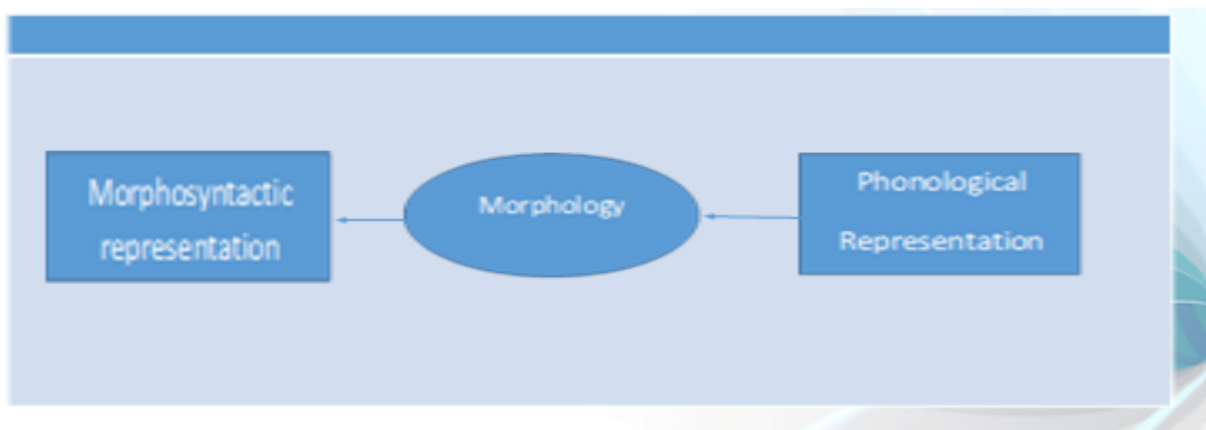 Morphosyntactic
representation
Morphology
Phonological
Representation